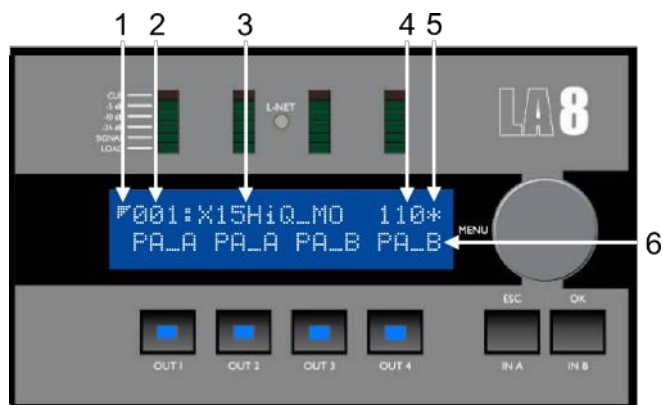 1 2 3 4 5
CLIP
-5 dB
-10 dB
-25 dB
SIGNAL
LOAD
L-NET
LA8
001:X15HiQ_MO 110*
PA_A PA_A PA_B PA_B
MENU
6
ESC OK
OUT 1 OUT 2 OUT 3 OUT 4 IN A IN B